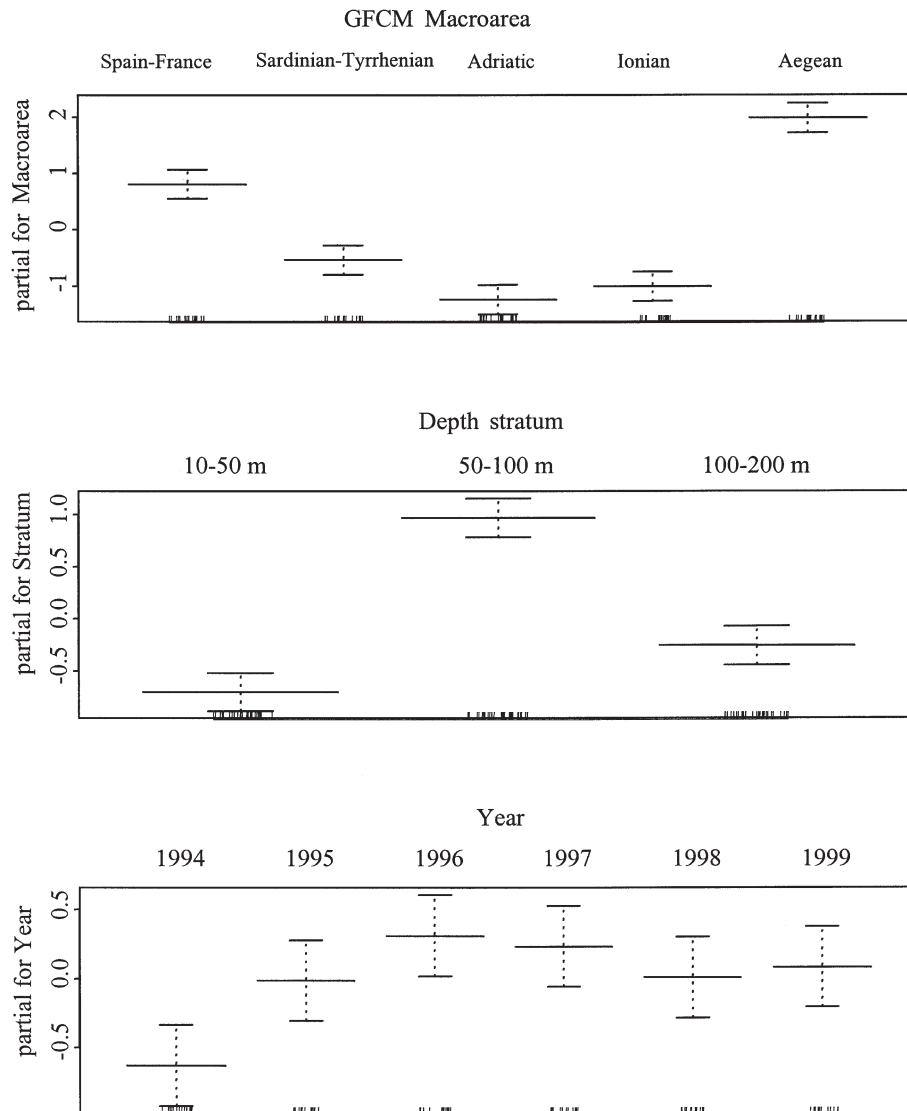 GFCM Macroarea
Spain-France Sardinian-Tyrrhenian Adriatic Ionian Aegean
partial for Macroarea
2
1
0
-1
Depth stratum
10-50 m 50-100 m 100-200 m
partial for Stratum
1.0
0.5
0.0
-0.5
Year
1994 1995 1996 1997 1998 1999
partial for Year
0.5
0.0
-0.5